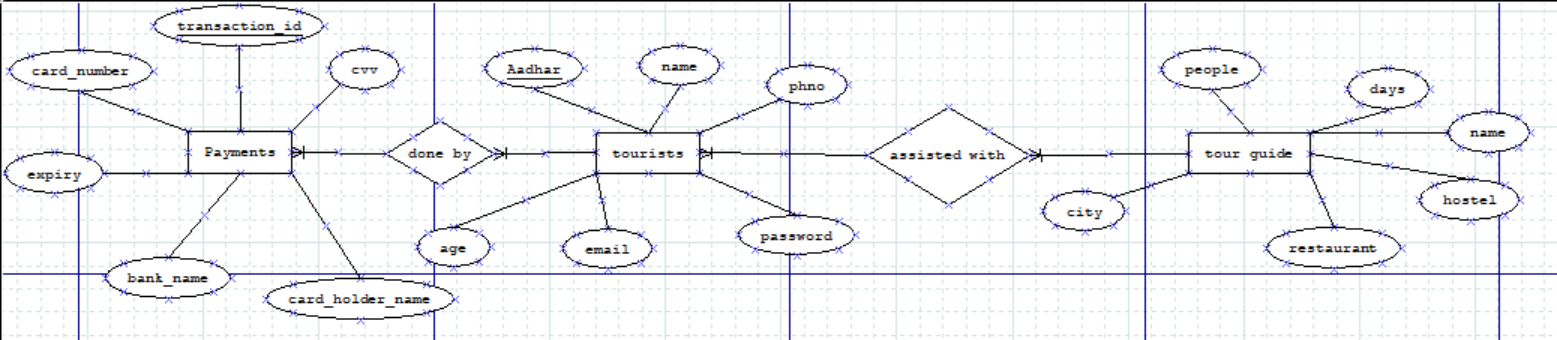 transaction_id
card_number
cvv
Payments
expiry
bank_name
card_holder_name
done by
Aadhar
name
phno
tourists
age
email
password
assisted with
people
days
name
tour guide
city
hostel
restaurant